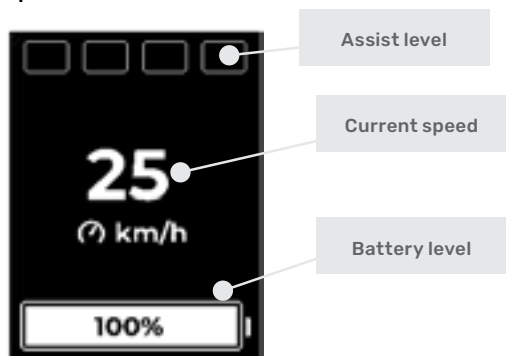 Assist level
Current speed
25
km/h
Battery level
100%